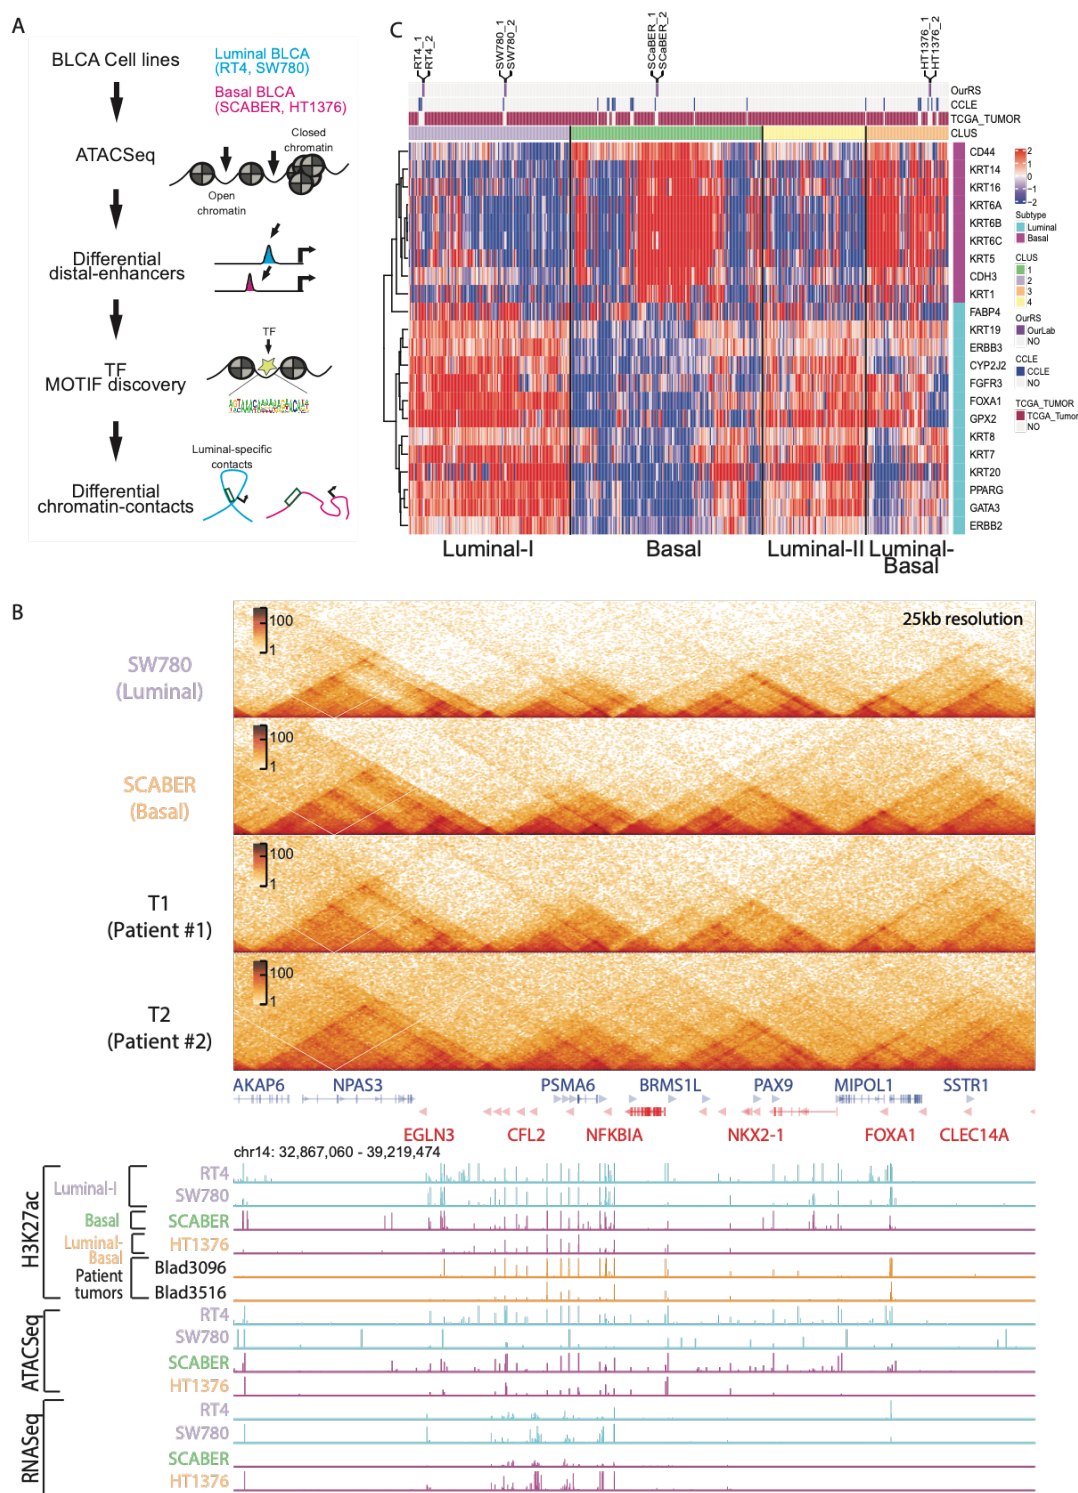 A
BLCA Cell lines
Luminal BLCA
(RT4, SW780)
Basal BLCA
(SCABER, HT1376)
ATACSeq
Closed
chromatin
Open
chromatin
Differential
distal-enhancers
TF
MOTIF discovery
TF
Luminal-specific
contacts
Differential
chromatin-contacts
C
RT4_1
RT4_2
SW780_1
SW780_2
SCaBER_1
SCaBER_2
HT1376_1
HT1376_2
OurRS
CCLE
TCGA_TUMOR
CLUS
CD44
KRT14
KRT16
KRT6A
KRT6B
KRT6C
KRT5
CDH3
KRT1
FABP4
KRT19
ERBB3
CYP2J2
FGFR3
FOXA1
GPX2
KRT8
KRT7
KRT20
PPARG
GATA3
ERBB2
2
1
0
−1
−2
Subtype
Luminal
Basal
CLUS
1
2
3
4
OurRS
OurLab
NO
CCLE
CCLE
NO
TCGA_TUMOR
TCGA_Tumor
NO
Luminal-I
Basal
Luminal-II
Luminal-
Basal
B
25kb resolution
SW780
(Luminal)
100
1
SCABER
(Basal)
100
1
T1
(Patient #1)
100
1
T2
(Patient #2)
100
1
AKAP6 NPAS3 PSMA6 BRMS1L PAX9 MIPOL1 SSTR1
EGLN3 CFL2 NFKBIA NKX2-1 FOXA1 CLEC14A
chr14: 32,867,060 - 39,219,474
H3K27ac
Luminal-I
RT4
SW780
Basal
SCABER
Luminal-
Basal
HT1376
Patient
tumors
Blad3096
Blad3516
ATACSeq
RT4
SW780
SCABER
HT1376
RNASeq
RT4
SW780
SCABER
HT1376